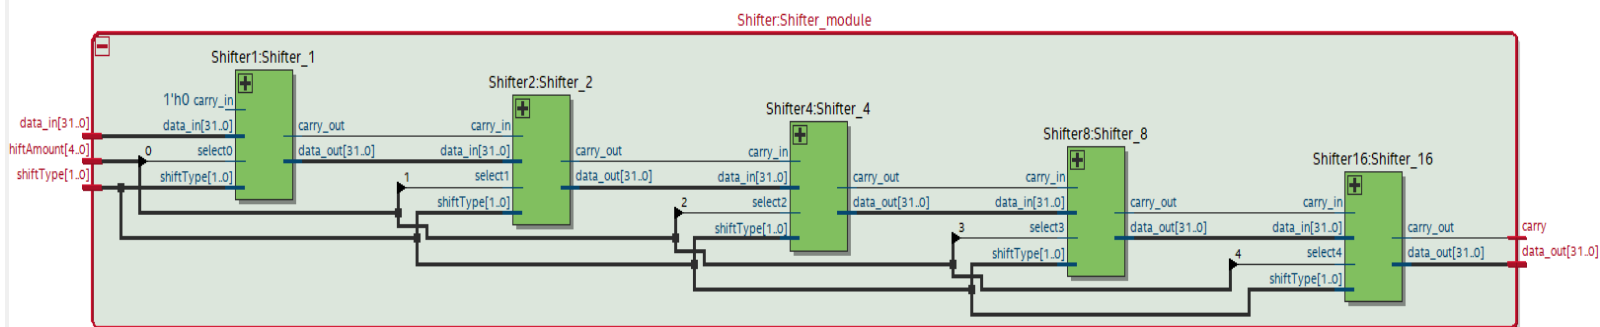 Shifter:Shifter_module
Shifter1:Shifter_1
1'h0 carry_in
data_in[31..0]
data_in[31..0]
carry_out
hiftAmount[4..0]
0
select0
data_out[31..0]
shiftType[1..0]
shiftType[1..0]
Shifter2:Shifter_2
carry_in
data_in[31..0]
carry_out
1
select1
data_out[31..0]
shiftType[1..0]
Shifter4:Shifter_4
carry_in
data_in[31..0]
carry_out
2
select2
data_out[31..0]
shiftType[1..0]
Shifter8:Shifter_8
carry_in
data_in[31..0]
carry_out
3
select3
data_out[31..0]
shiftType[1..0]
Shifter16:Shifter_16
carry_in
data_in[31..0]
carry_out
carry
4
select4
data_out[31..0]
data_out[31..0]
shiftType[1..0]